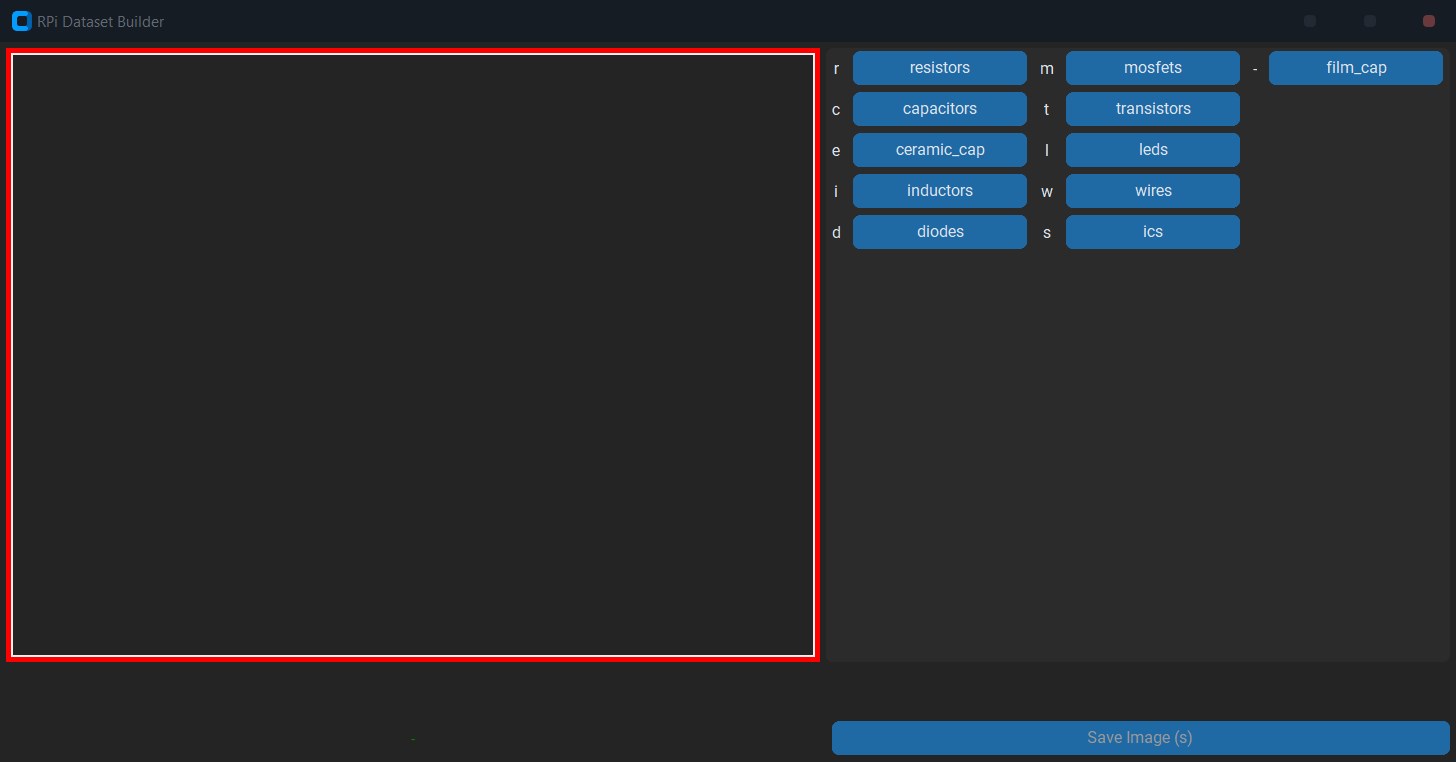 RPi Dataset Builder
r resistors m mosfets - film_cap
c capacitors t transistors
e ceramic_cap l leds
i inductors w wires
d diodes s ics
-
Save Image (s)